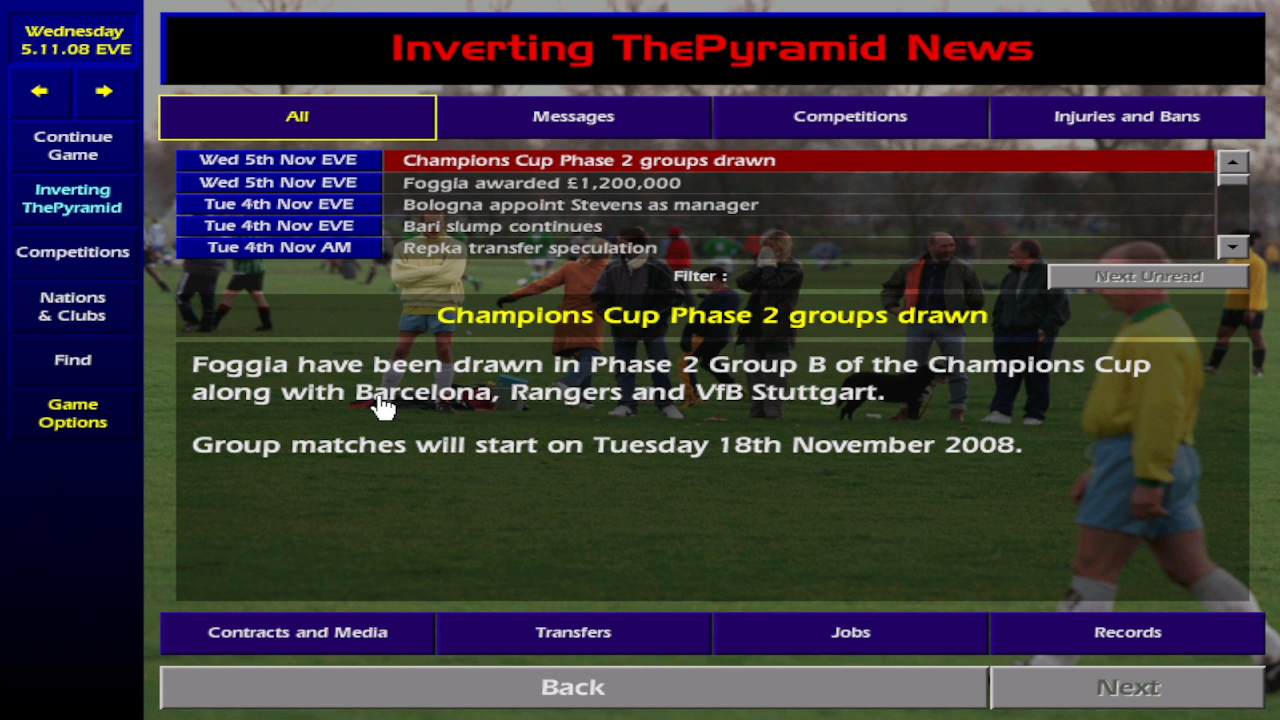 Wednesday
5.11.08 EVE
Continue
Game
Inverting
ThePyramid
Competitions
Nations
& Clubs
Find
Game
Options
Inverting ThePyramid News
All
Messages
Competitions
Injuries and Bans
Wed 5th Nov EVE Champions Cup Phase 2 groups drawn
Wed 5th Nov EVE Foggia awarded £1,200,000
Tue 4th Nov EVE Bologna appoint Stevens as manager
Tue 4th Nov EVE Bari slump continues
Tue 4th Nov AM Repka transfer speculation
Filter :
Next Unread
Champions Cup Phase 2 groups drawn
Foggia have been drawn in Phase 2 Group B of the Champions Cup
along with Barcelona, Rangers and VfB Stuttgart.
Group matches will start on Tuesday 18th November 2008.
Contracts and Media
Transfers
Jobs
Records
Back
Next